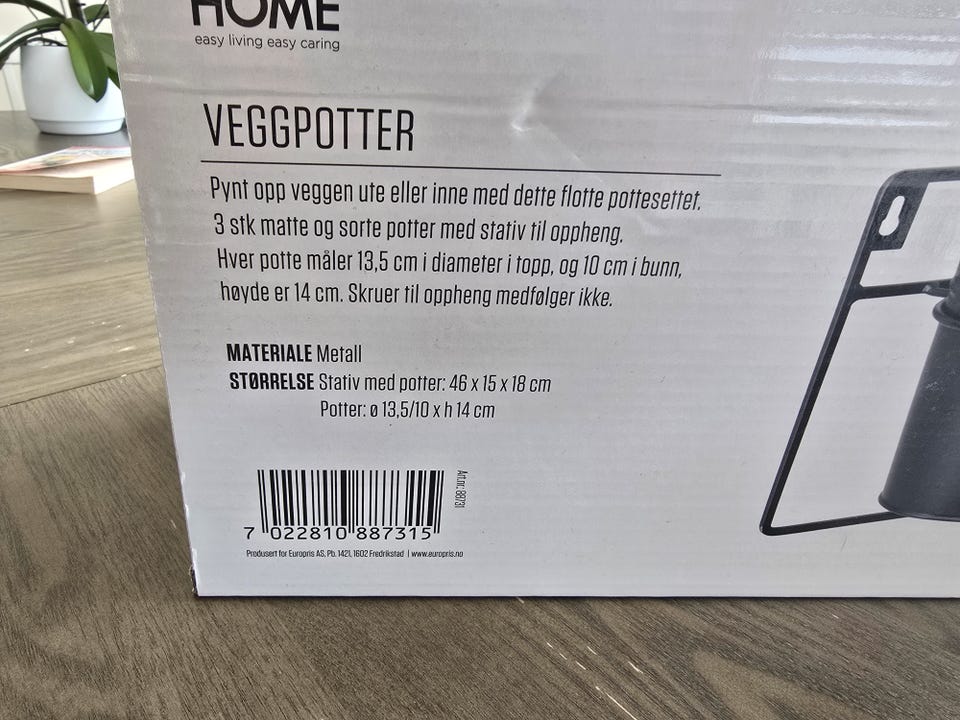 HOME
easy living easy caring
VEGGPOTTER
Pynt opp veggen ute eller inne med dette flotte pottesettet.
3 stk matte og sorte potter med stativ til oppheng.
Hver potte måler 13,5 cm i diameter i topp, og 10 cm i bunn,
høyde er 14 cm. Skruer til oppheng medfølger ikke.
MATERIALE Metall
STØRRELSE Stativ med potter: 46 x 15 x 18 cm
Potter: ø 13,5/10 x h 14 cm
Art.nr.: 88731
7 022810 887315
Produsert for Europris AS, Pb. 1421, 1602 Fredrikstad | www.europris.no